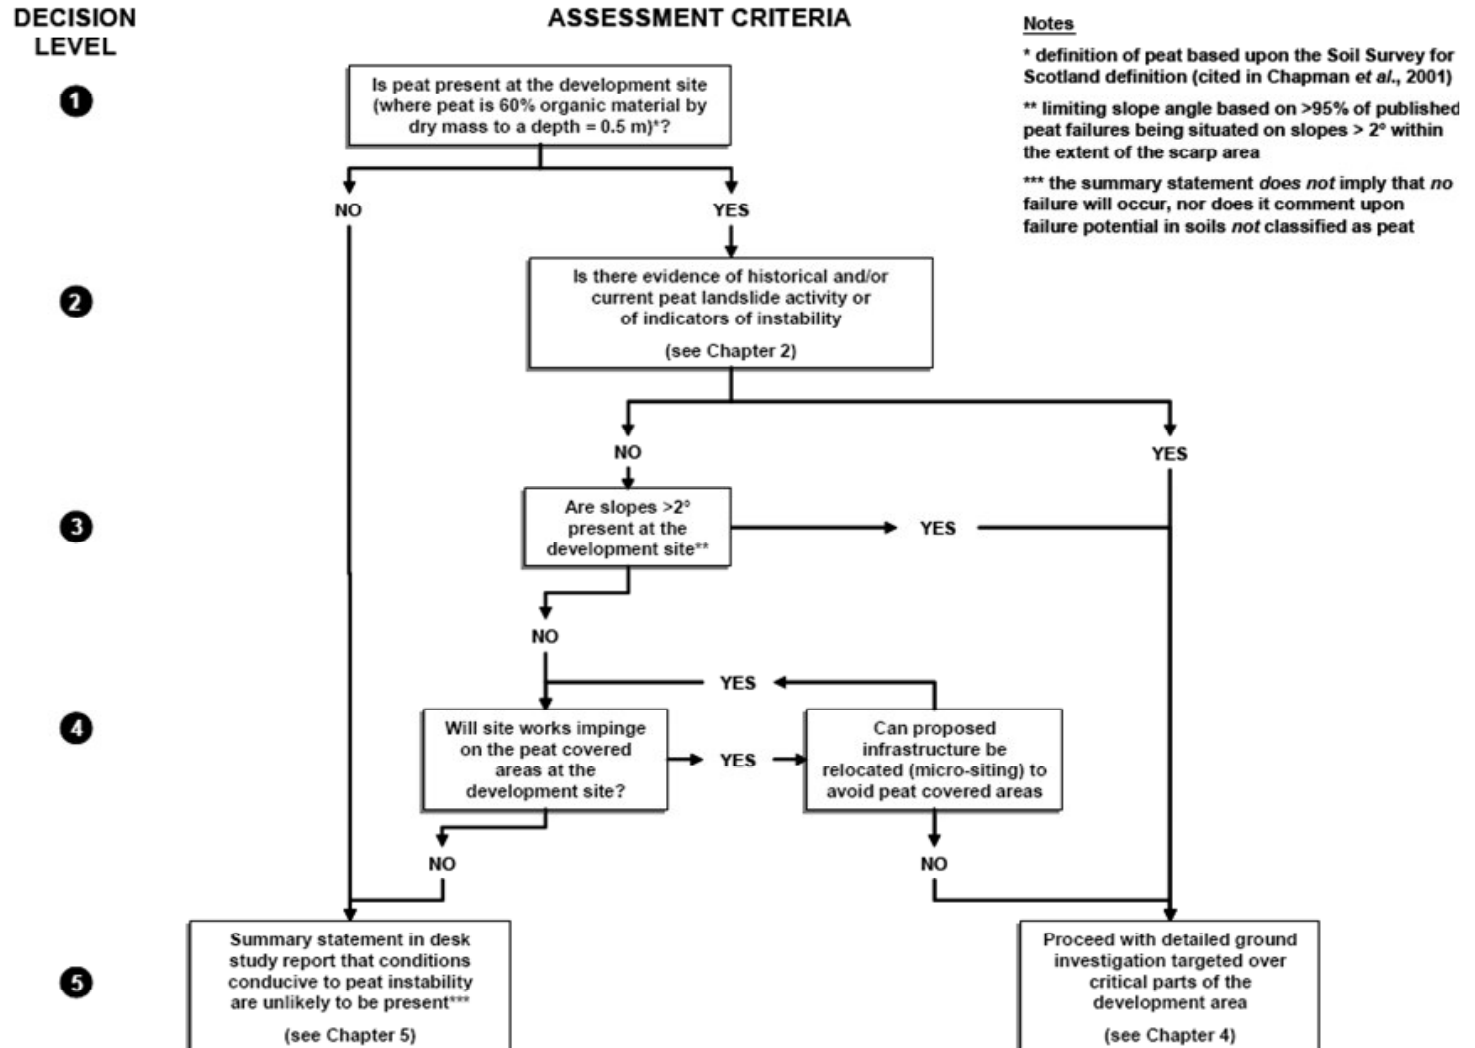 DECISION
LEVEL
ASSESSMENT CRITERIA
Notes
* definition of peat based upon the Soil Survey for
Scotland definition (cited in Chapman et al., 2001)
** limiting slope angle based on >95% of published
peat failures being situated on slopes > 2° within
the extent of the scarp area
*** the summary statement does not imply that no
failure will occur, nor does it comment upon
failure potential in soils not classified as peat
1
Is peat present at the development site
(where peat is 60% organic material by
dry mass to a depth = 0.5 m)*?
NO
YES
2
Is there evidence of historical and/or
current peat landslide activity or
of indicators of instability
(see Chapter 2)
NO
YES
3
Are slopes >2°
present at the
development site**
YES
NO
YES
4
Will site works impinge
on the peat covered
areas at the
development site?
YES
Can proposed
infrastructure be
relocated (micro-siting) to
avoid peat covered areas
NO
NO
5
Summary statement in desk
study report that conditions
conducive to peat instability
are unlikely to be present***
(see Chapter 5)
Proceed with detailed ground
investigation targeted over
critical parts of the
development area
(see Chapter 4)